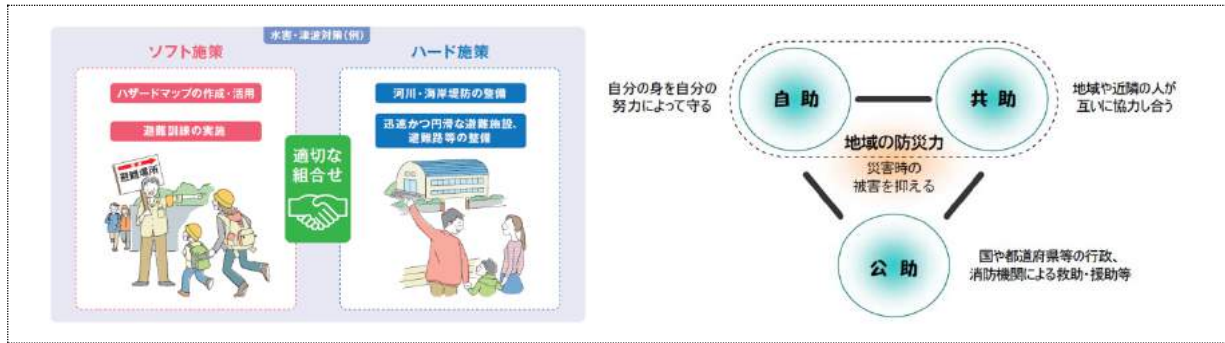 水害・津波対策(例)
ソフト施策
ハザードマップの作成・活用
避難訓練の実施
避難場所
適切な
組合せ
ハード施策
河川・海岸堤防の整備
迅速かつ円滑な避難施設、
避難路等の整備
自分の身を自分の
努力によって守る
自助
共助
地域や近隣の人が
互いに協力し合う
地域の防災力
災害時の
被害を抑える
公助
国や都道府県等の行政、
消防機関による救助・援助等